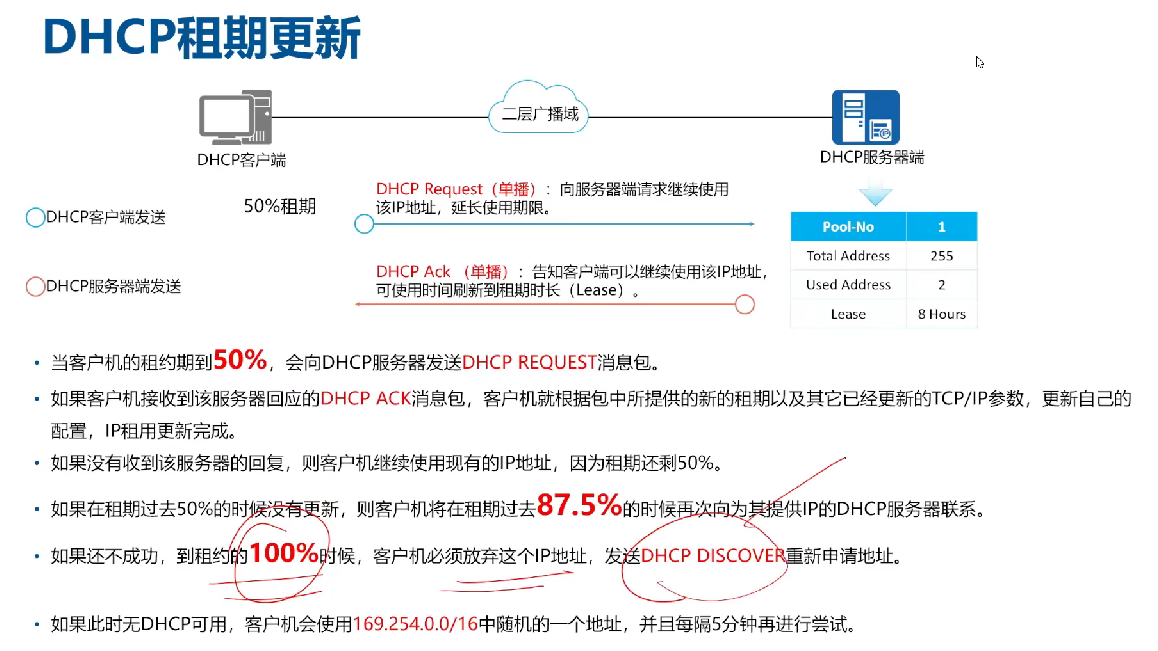 DHCP租期更新
二层广播域
DHCP客户端
DHCP服务器端
DHCP客户端发送
50%租期
DHCP Request（单播）：向服务器端请求继续使用
该IP地址，延长使用期限。
DHCP服务器端发送
DHCP Ack （单播）：告知客户端可以继续使用该IP地址，
可使用时间刷新到租期时长（Lease）。
Pool-No 1
Total Address 255
Used Address 2
Lease 8 Hours
• 当客户机的租约期到50%，会向DHCP服务器发送DHCP REQUEST消息包。
• 如果客户机接收到该服务器回应的DHCP ACK消息包，客户机就根据包中所提供的新的租期以及其它已经更新的TCP/IP参数，更新自己的
配置，IP租用更新完成。
• 如果没有收到该服务器的回复，则客户机继续使用现有的IP地址，因为租期还剩50%。
• 如果在租期过去50%的时候没有更新，则客户机将在租期过去87.5%的时候再次向为其提供IP的DHCP服务器联系。
• 如果还不成功，到租约的100%时候，客户机必须放弃这个IP地址，发送DHCP DISCOVER重新申请地址。
• 如果此时无DHCP可用，客户机会使用169.254.0.0/16中随机的一个地址，并且每隔5分钟再进行尝试。